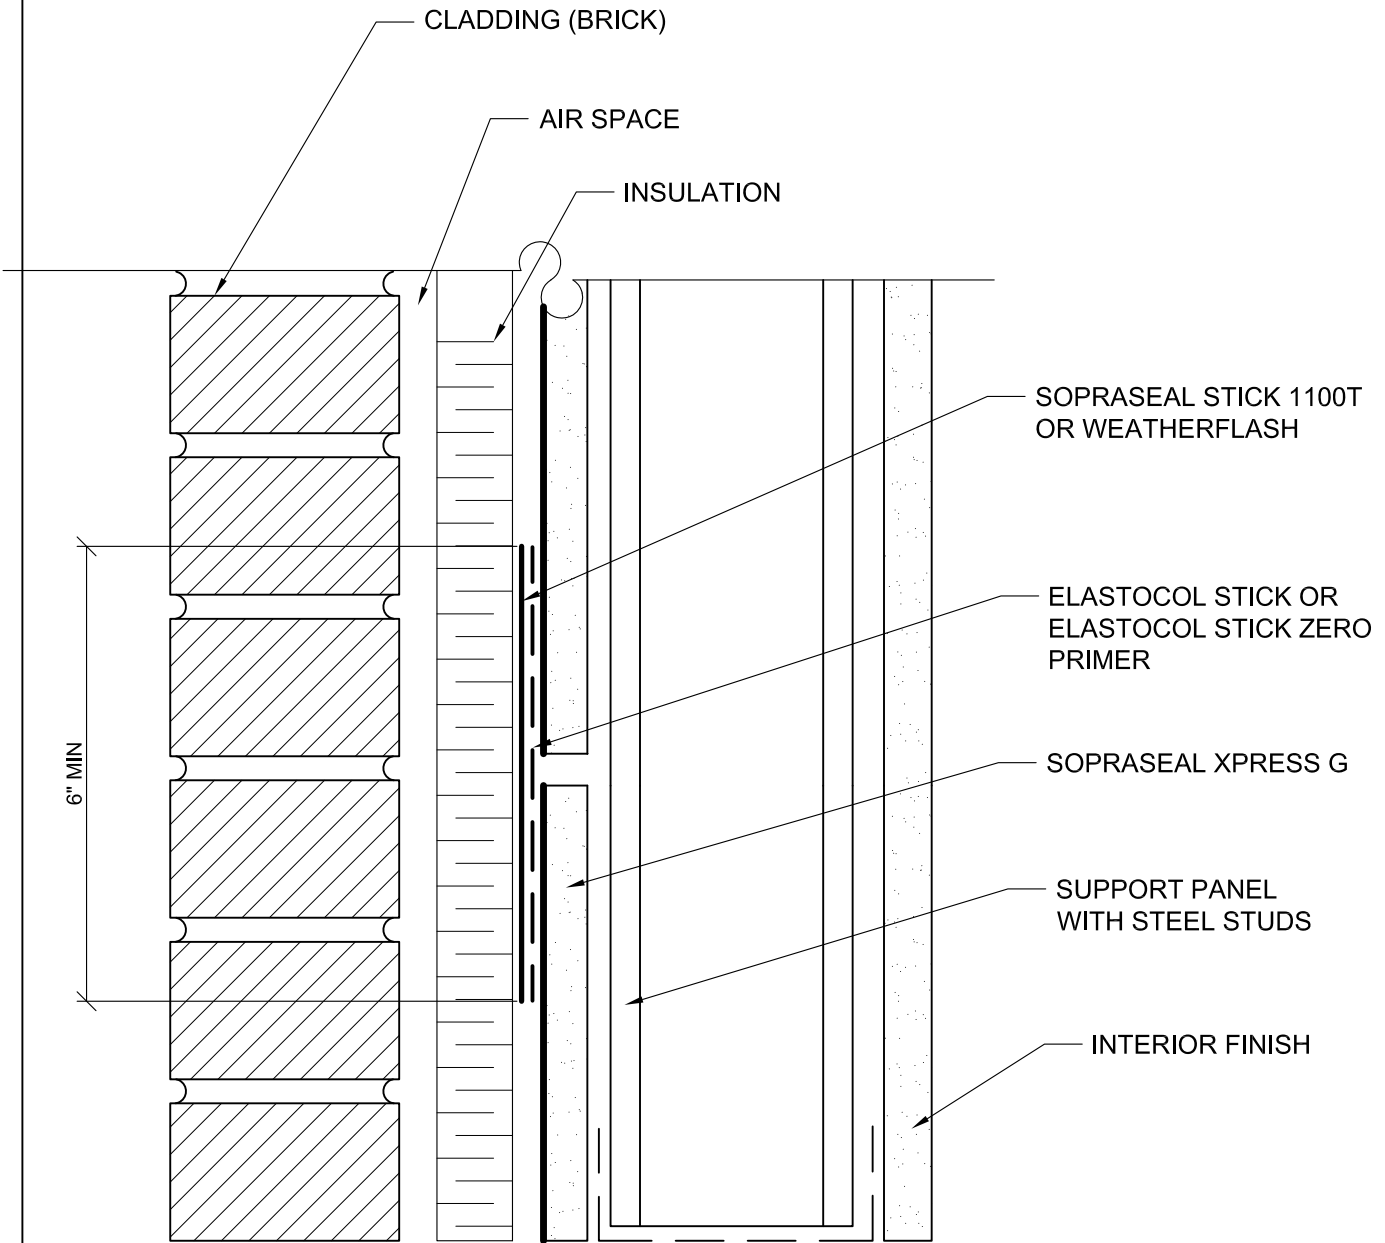 CLADDING (BRICK)
AIR SPACE
INSULATION
SOPRASEAL STICK 1100T
OR WEATHERFLASH
ELASTOCOL STICK OR
ELASTOCOL STICK ZERO
PRIMER
6" MIN
SOPRASEAL XPRESS G
SUPPORT PANEL
WITH STEEL STUDS
INTERIOR FINISH